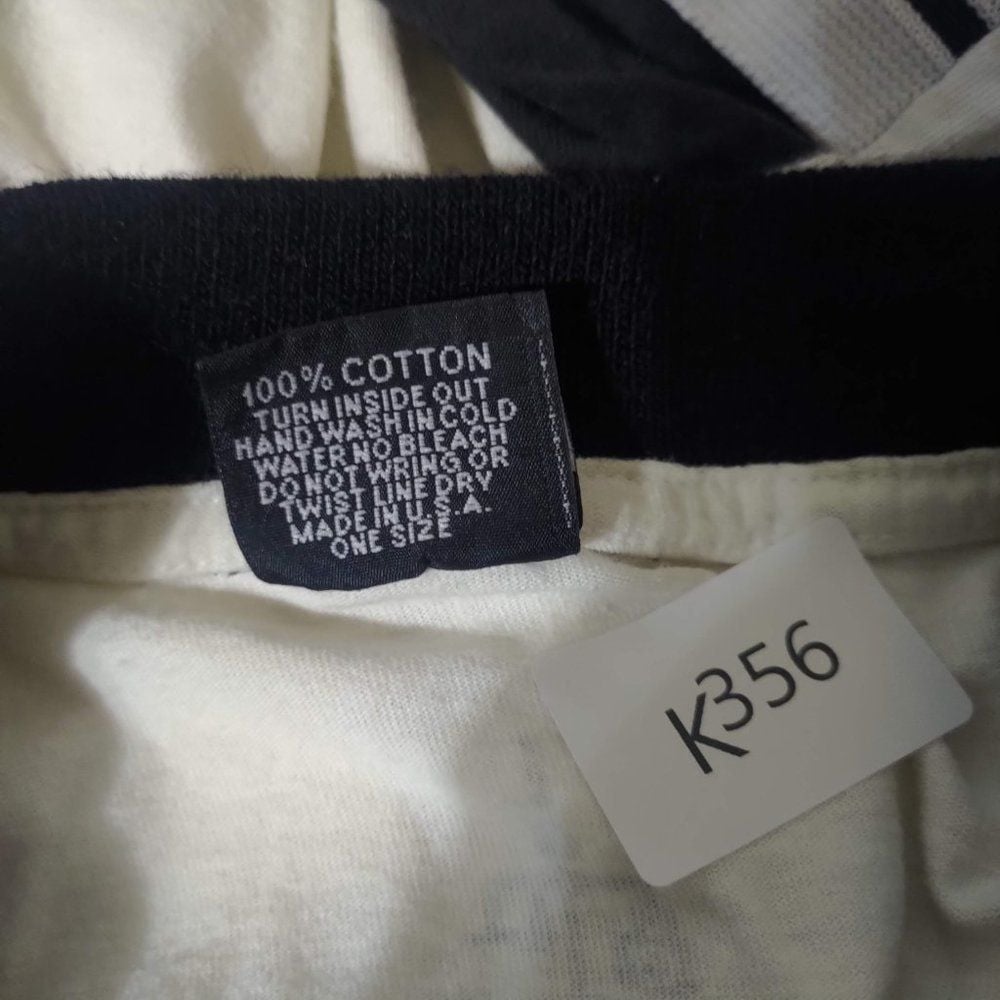 100% COTTON
TURN INSIDE OUT
HAND WASH IN COLD
WATER NO BLEACH
DO NOT WRING OR
TWIST LINE DRY
MADE IN U.S.A.
ONE SIZE
K356